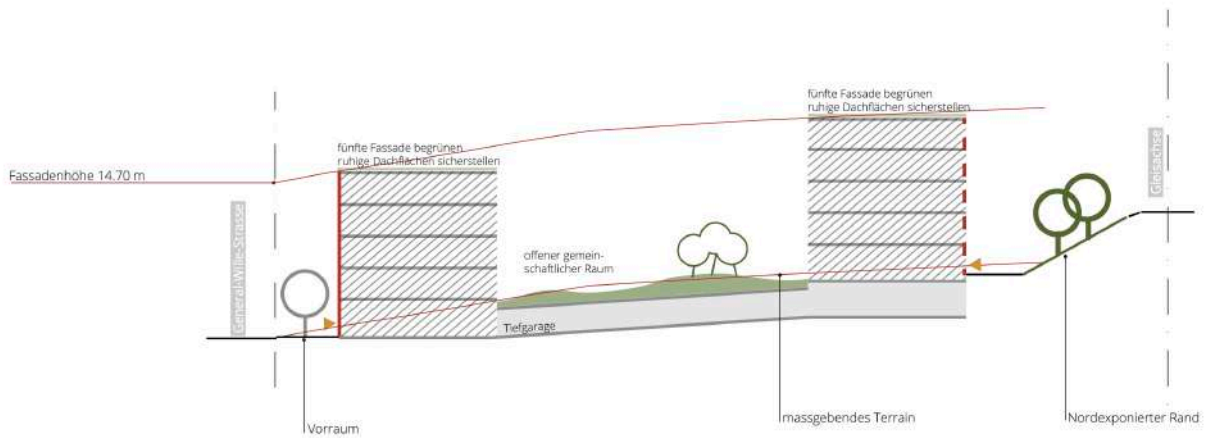 fünfte Fassade begrünen
ruhige Dachflächen sicherstellen
fünfte Fassade begrünen
ruhige Dachflächen sicherstellen
Fassadenhöhe 14.70 m
General-Wille-Strasse
Gleisachse
offener gemein-
schaftlicher Raum
Tiefgarage
Vorraum
massgebendes Terrain
Nordexponierter Rand